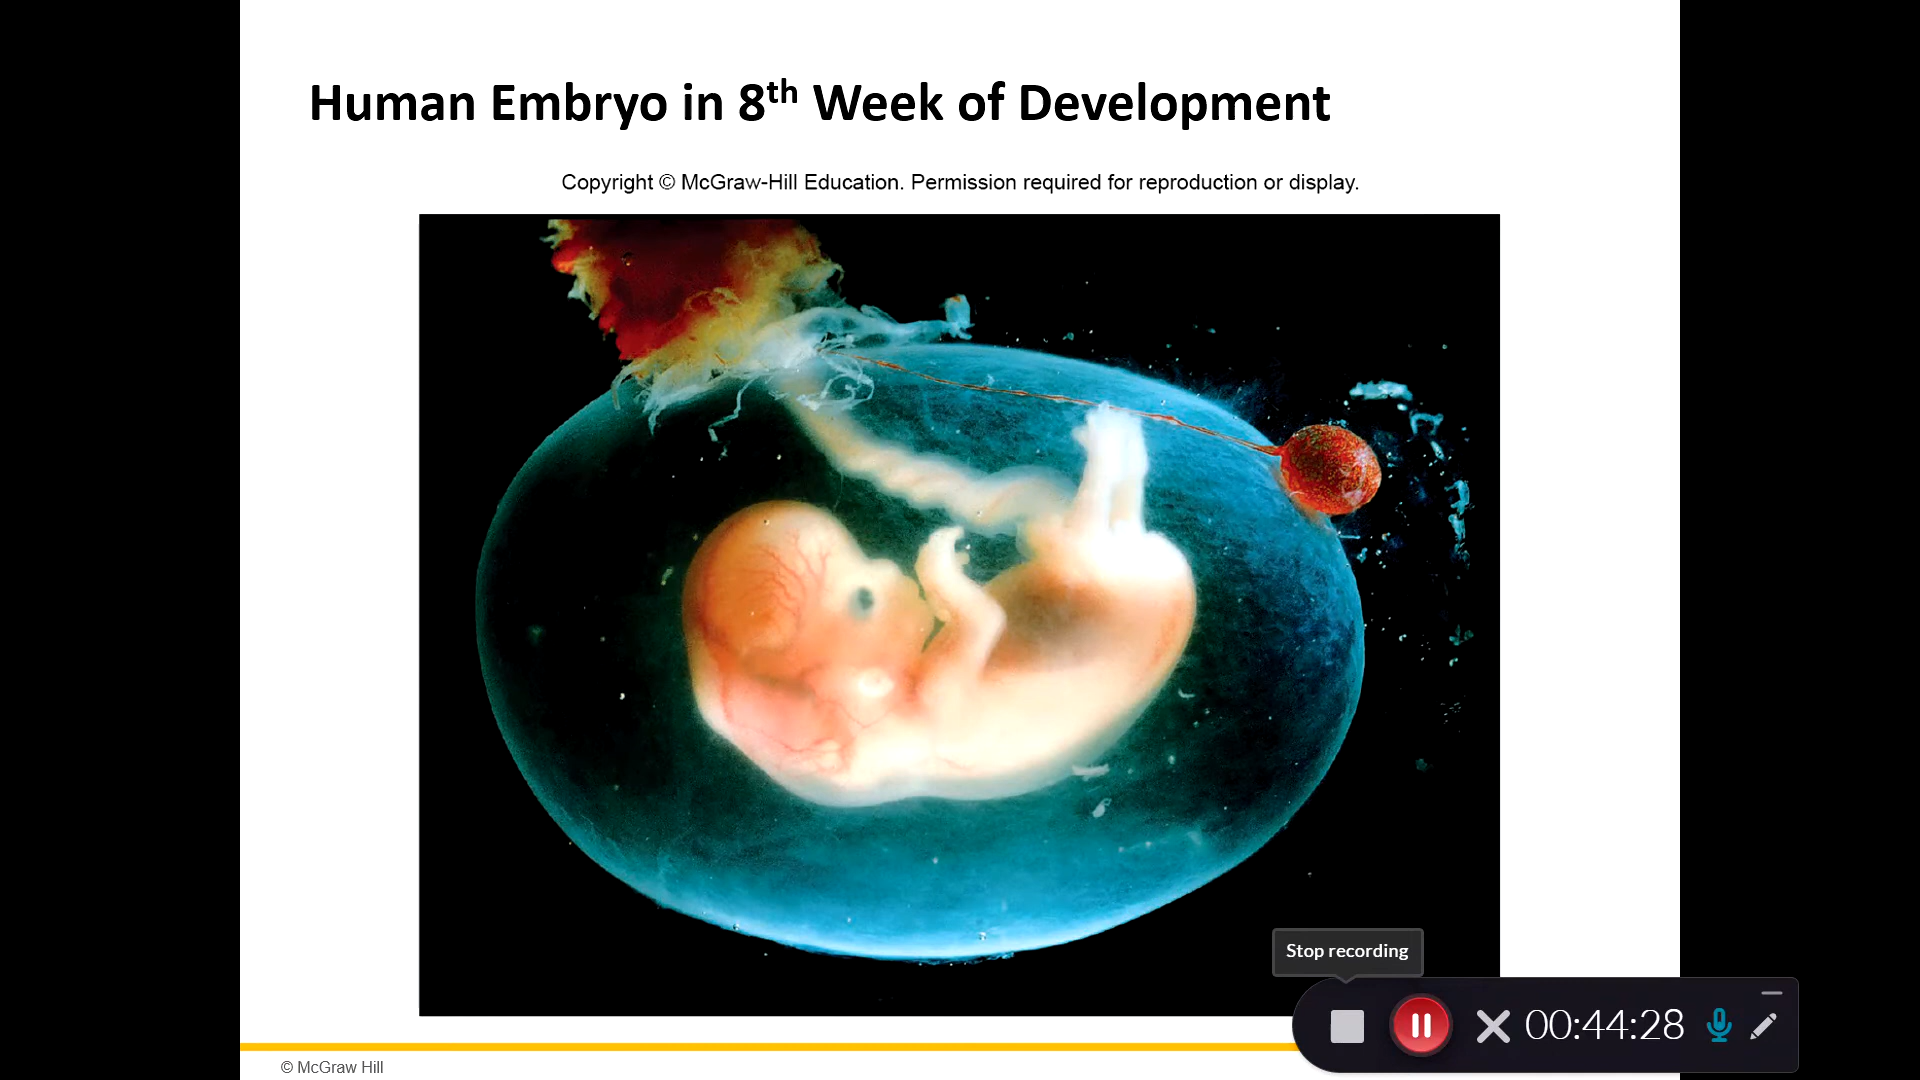 Human Embryo in 8th Week of Development
Copyright © McGraw-Hill Education. Permission required for reproduction or display.
Stop recording
00:44:28
© McGraw Hill